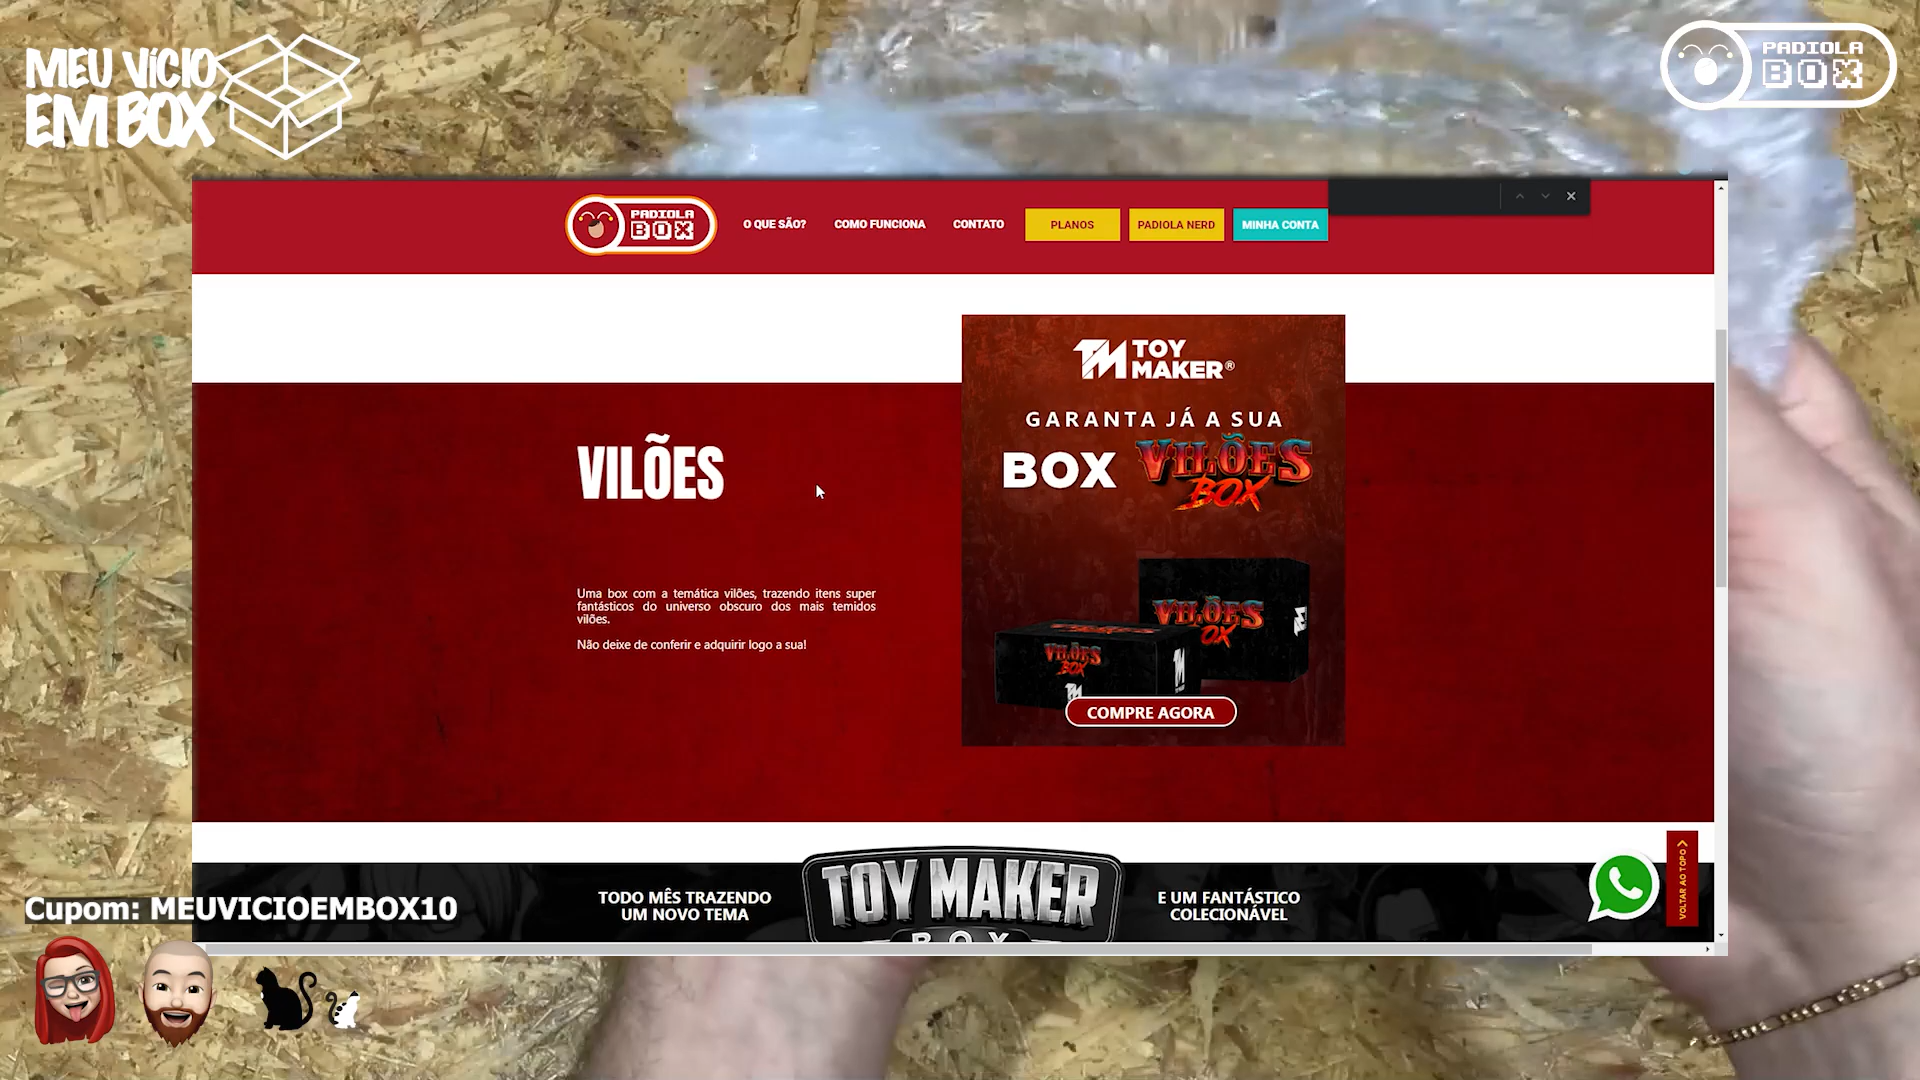 MEU VÍCIO
EM BOX
PADIOLA
BOX
PADIOLA
BOX
O QUE SÃO?
COMO FUNCIONA
CONTATO
PLANOS
PADIOLA NERD
MINHA CONTA
TM TOY
MAKER®
GARANTA JÁ A SUA
BOX VILÕES
BOX
VILÕES
Uma box com a temática vilões, trazendo itens super
fantásticos do universo obscuro dos mais temidos
vilões.
Não deixe de conferir e adquirir logo a sua!
VILÕES
OX
VILÕES
BOX
COMPRE AGORA
TODO MÊS TRAZENDO
UM NOVO TEMA
TOY MAKER
BOX
E UM FANTÁSTICO
COLECIONÁVEL
VOLTAR AO TOPO
Cupom: MEUVICIOEMBOX10